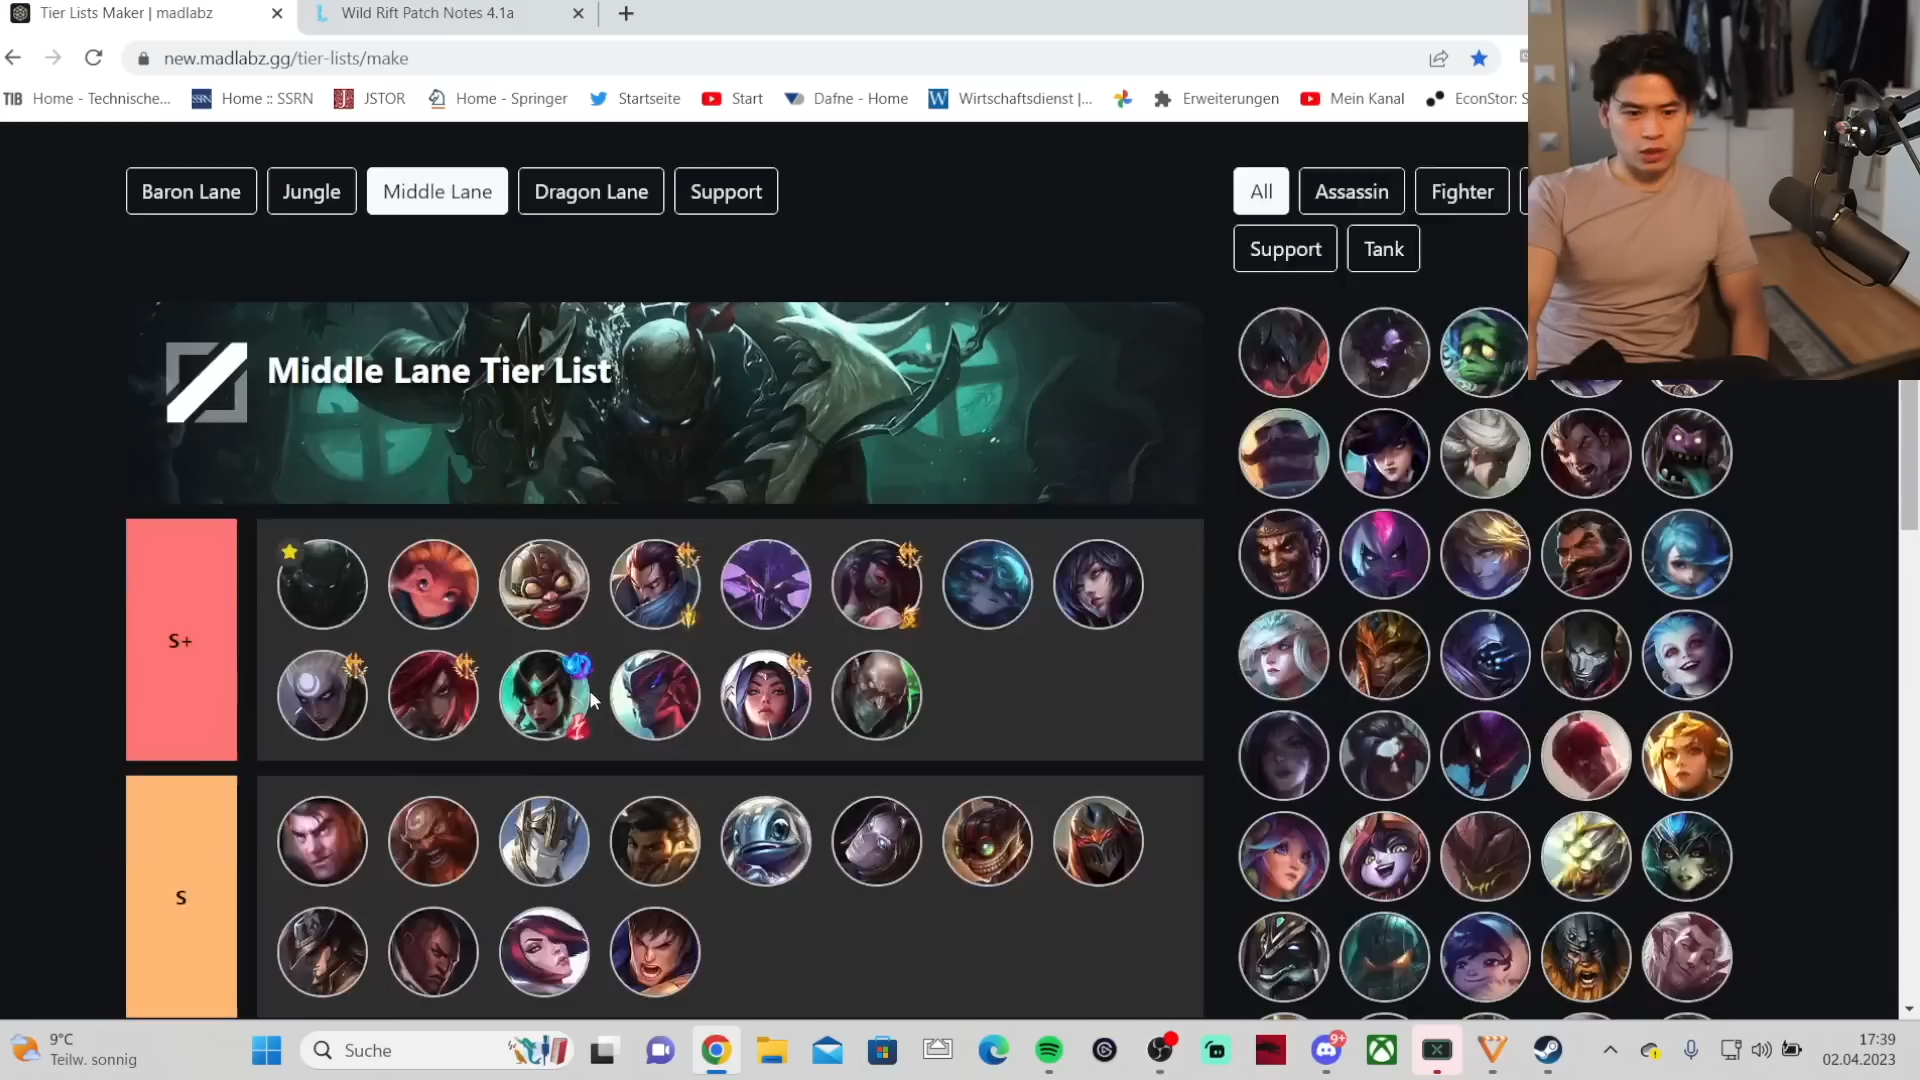 Tier Lists Maker | madlabz
Wild Rift Patch Notes 4.1a
new.madlabz.gg/tier-lists/make
TIB Home - Technische...
SSRN Home :: SSRN
JSTOR
Home - Springer
Startseite
Start
Dafne - Home
W Wirtschaftsdienst |...
Erweiterungen
Mein Kanal
EconStor: S
Baron Lane
Jungle
Middle Lane
Dragon Lane
Support
All
Assassin
Fighter
Support
Tank
Middle Lane Tier List
S+
S
9°C
Teilw. sonnig
Suche
9+
17:39
02.04.2023